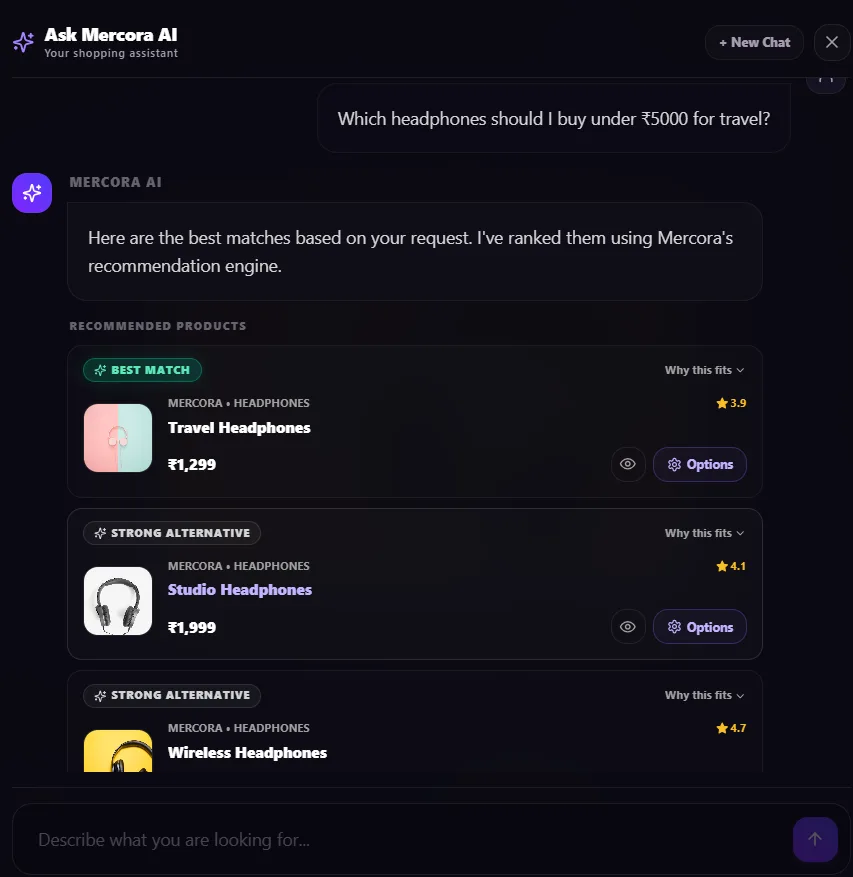 Ask Mercora AI
Your shopping assistant
+ New Chat
Which headphones should I buy under ₹5000 for travel?
MERCORA AI
Here are the best matches based on your request. I've ranked them using Mercora's
recommendation engine.
RECOMMENDED PRODUCTS
BEST MATCH
Why this fits
MERCORA • HEADPHONES
3.9
Travel Headphones
₹1,299
Options
STRONG ALTERNATIVE
Why this fits
MERCORA • HEADPHONES
4.1
Studio Headphones
₹1,999
Options
STRONG ALTERNATIVE
Why this fits
MERCORA • HEADPHONES
4.7
Wireless Headphones
Describe what you are looking for...